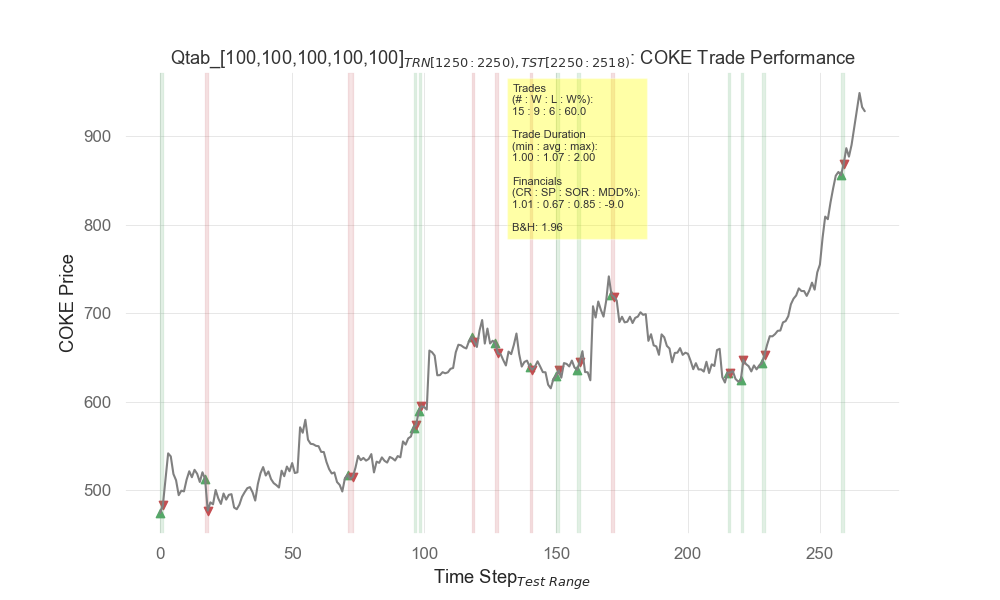 Qtab_[100,100,100,100,100]TRN[1250:2250),TST[2250:2518): COKE Trade Performance
Trades
(# : W : L : W%):
15 : 9 : 6 : 60.0
Trade Duration
(min : avg : max):
1.00 : 1.07 : 2.00
Financials
(CR : SP : SOR : MDD%):
1.01 : 0.67 : 0.85 : -9.0
B&H: 1.96
COKE Price
900
800
700
600
500
0
50
100
150
200
250
Time Step Test Range